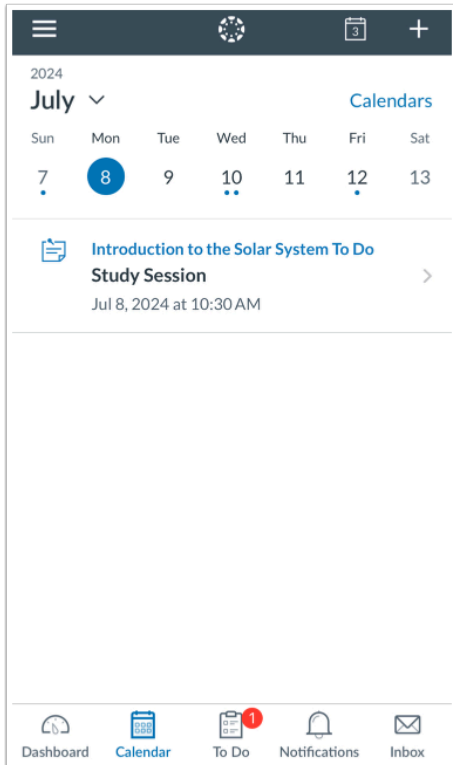 3
2024
July
Calendars
Sun Mon Tue Wed Thu Fri Sat
7 8 9 10 11 12 13
Introduction to the Solar System To Do
Study Session
Jul 8, 2024 at 10:30 AM
1
Dashboard Calendar To Do Notifications Inbox